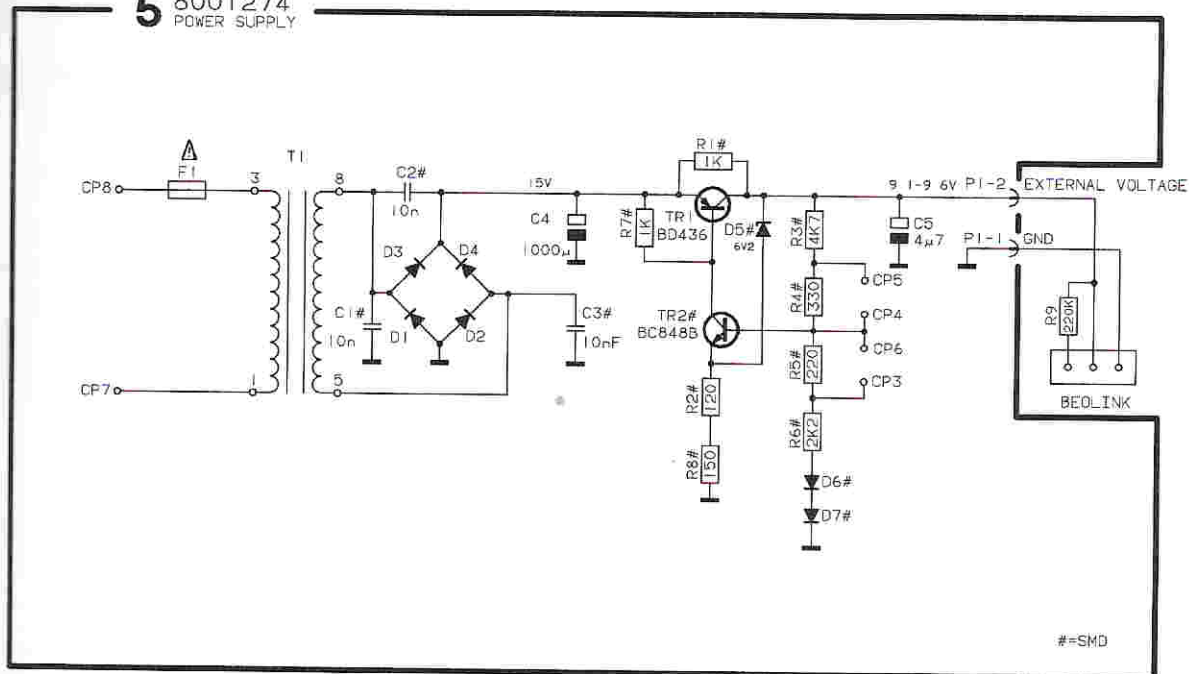 5 8001274
POWER SUPPLY
F1
T1
CP8
3
8
C2#
10n
15V
R1#
1K
9 1-9 6V P1-2 EXTERNAL VOLTAGE
C4
1000μ
R7#
1K
TR1
BD436
D5#
6V2
R3#
4K7
C5
4μ7
P1-1 GND
D3
D4
CP5
R4#
330
C1#
10n
D1
D2
C3#
10nF
TR2#
BC848B
CP4
CP6
R9
220K
R5#
220
CP7
1
5
CP3
R2#
120
BEOLINK
R6#
2K2
R8#
150
D6#
D7#
#=SMD